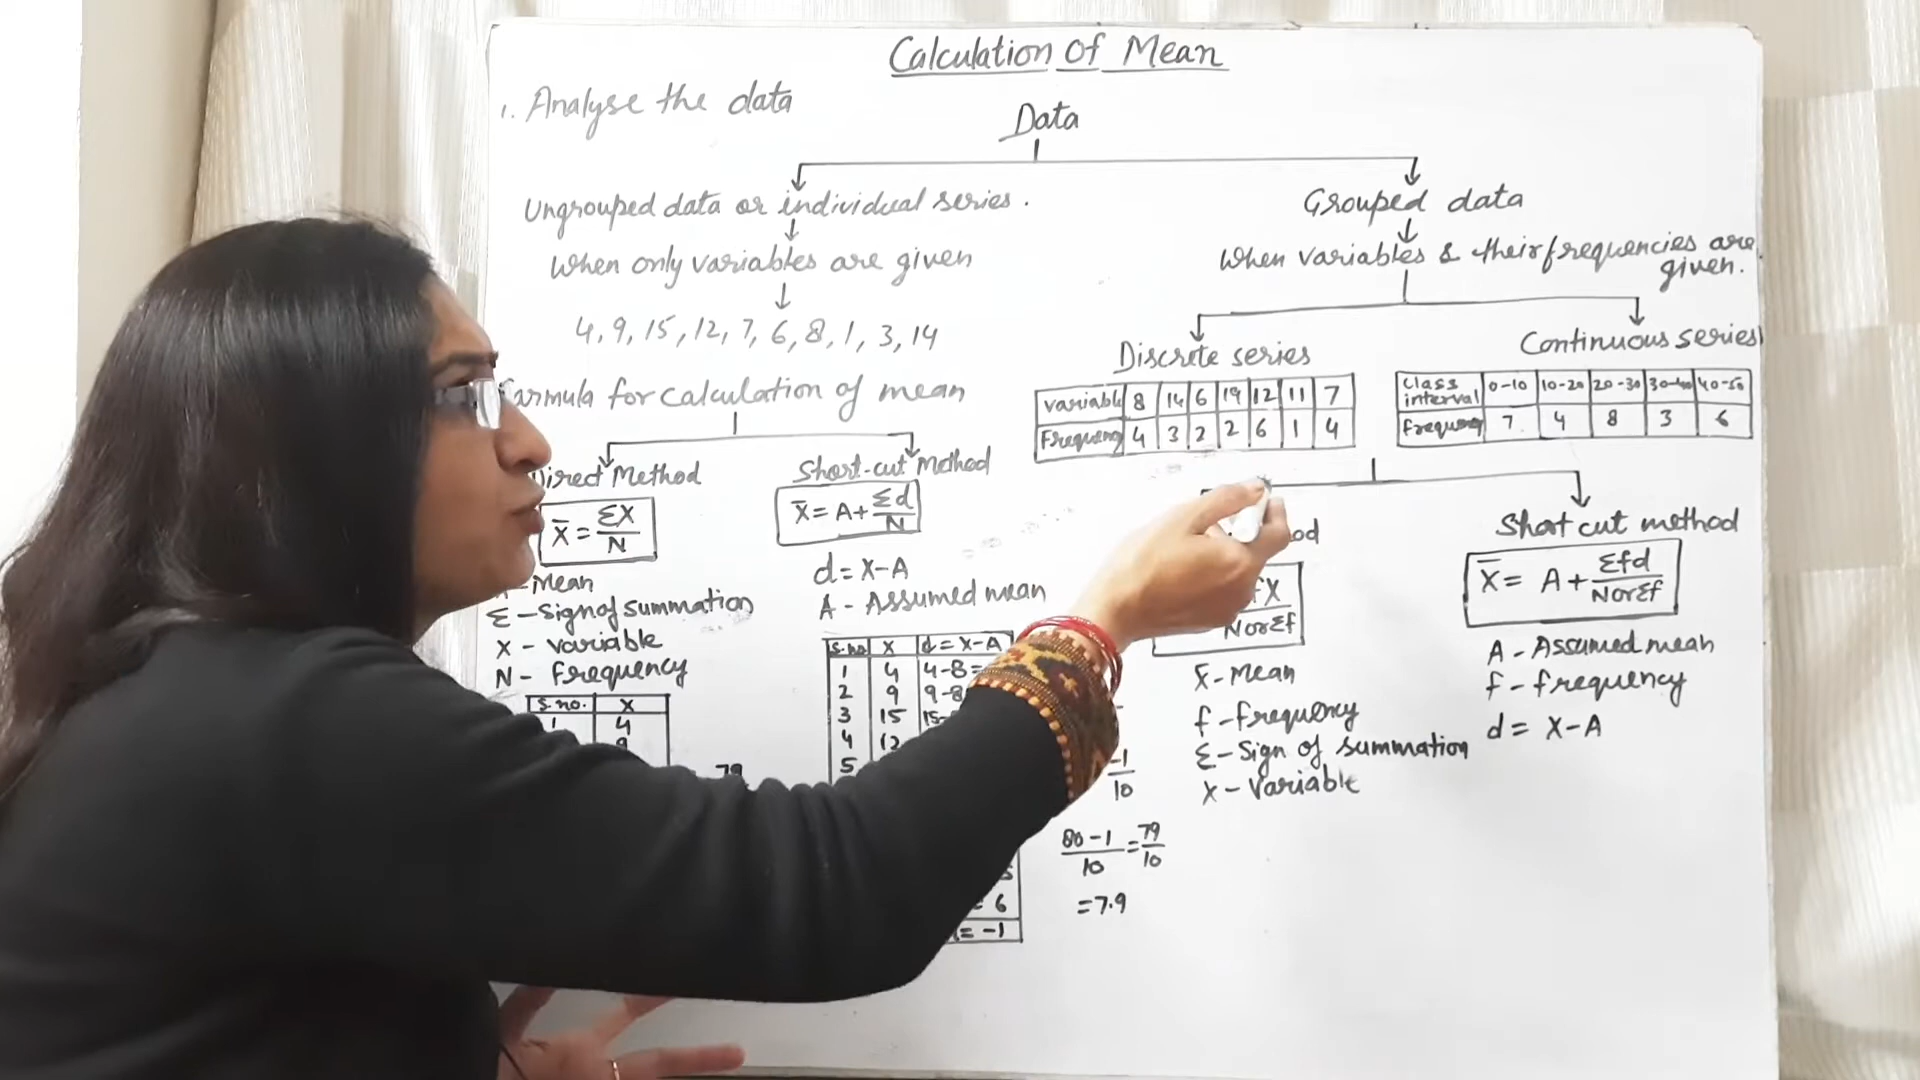 Calculation Of Mean
1. Analyse the data
Data
Ungrouped data or individual series.
When only variables are given
4, 9, 15, 12, 7, 6, 8, 1, 3, 14
for calculation of mean
Direct Method
X̄ = ΣX/N
Mean
Σ - Sign of summation
X - variable
N - frequency
S.no. X
1 4
9
79
Short-cut Method
X̄ = A + Σd/N
d = X - A
A - Assumed mean
S.no X d = X - A
1 4 4-8=
2 9 9-8
3 15 15-
4 12
5
= 6
= -1
-1/10
80-1/10 = 79/10
= 7.9
Grouped data
When variables & their frequencies are given.
Discrete series
Variable 8 14 6 19 12 11 7
Frequency 4 3 2 2 6 1 4
Continuous series
Class interval 0-10 10-20 20-30 30-40 40-50
frequency 7 4 8 3 6
fX/N or Σf
X̄ - Mean
f - frequency
Σ - Sign of summation
X - Variable
Short cut method
X̄ = A + Σfd/N or Σf
A - Assumed mean
f - frequency
d = X - A